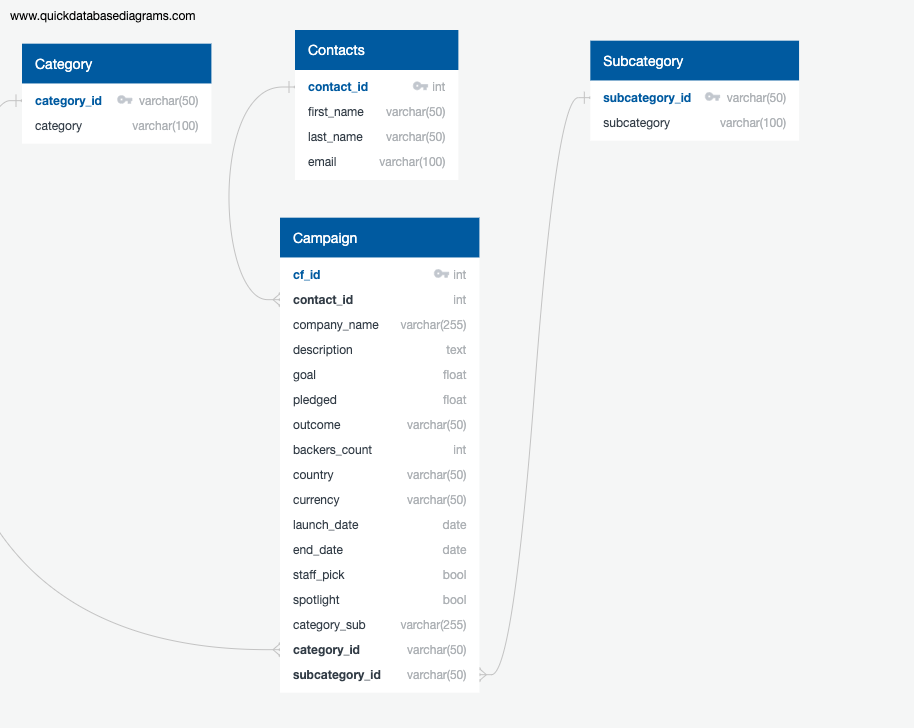 www.quickdatabasediagrams.com
Category
category_id varchar(50)
category varchar(100)
Contacts
contact_id int
first_name varchar(50)
last_name varchar(50)
email varchar(100)
Subcategory
subcategory_id varchar(50)
subcategory varchar(100)
Campaign
cf_id int
contact_id int
company_name varchar(255)
description text
goal float
pledged float
outcome varchar(50)
backers_count int
country varchar(50)
currency varchar(50)
launch_date date
end_date date
staff_pick bool
spotlight bool
category_sub varchar(255)
category_id varchar(50)
subcategory_id varchar(50)